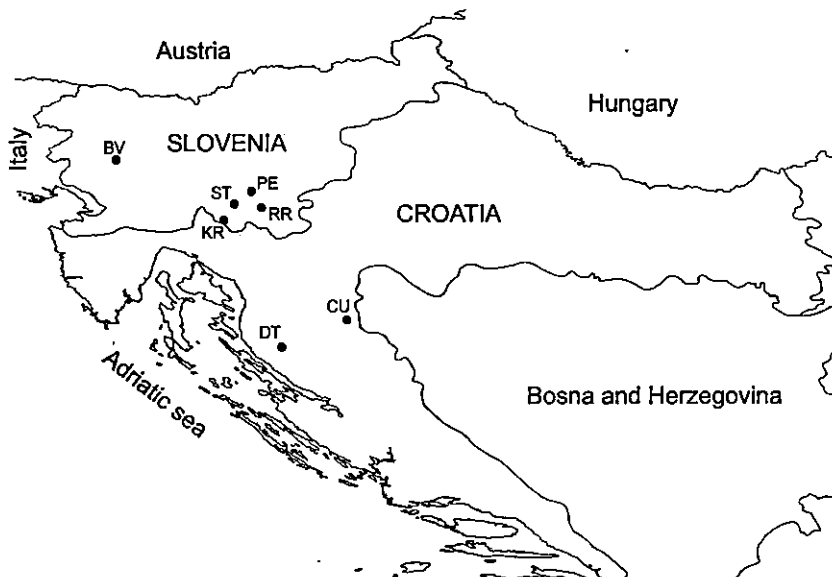 Austria
Hungary
Italy
BV
SLOVENIA
PE
ST
RR
KR
CROATIA
CU
DT
Adriatic sea
Bosna and Herzegovina